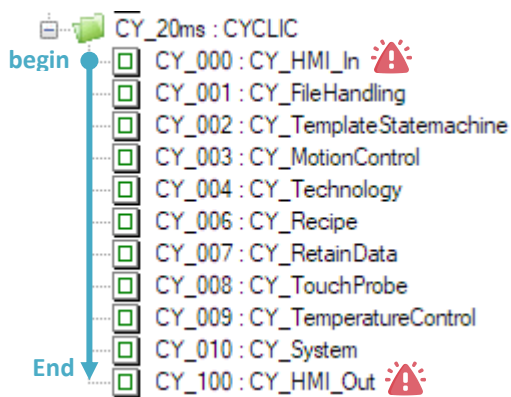 CY_20ms : CYCLIC
begin CY_000 : CY_HMI_In
CY_001 : CY_FileHandling
CY_002 : CY_TemplateStatemachine
CY_003 : CY_MotionControl
CY_004 : CY_Technology
CY_006 : CY_Recipe
CY_007 : CY_RetainData
CY_008 : CY_TouchProbe
CY_009 : CY_TemperatureControl
CY_010 : CY_System
End CY_100 : CY_HMI_Out